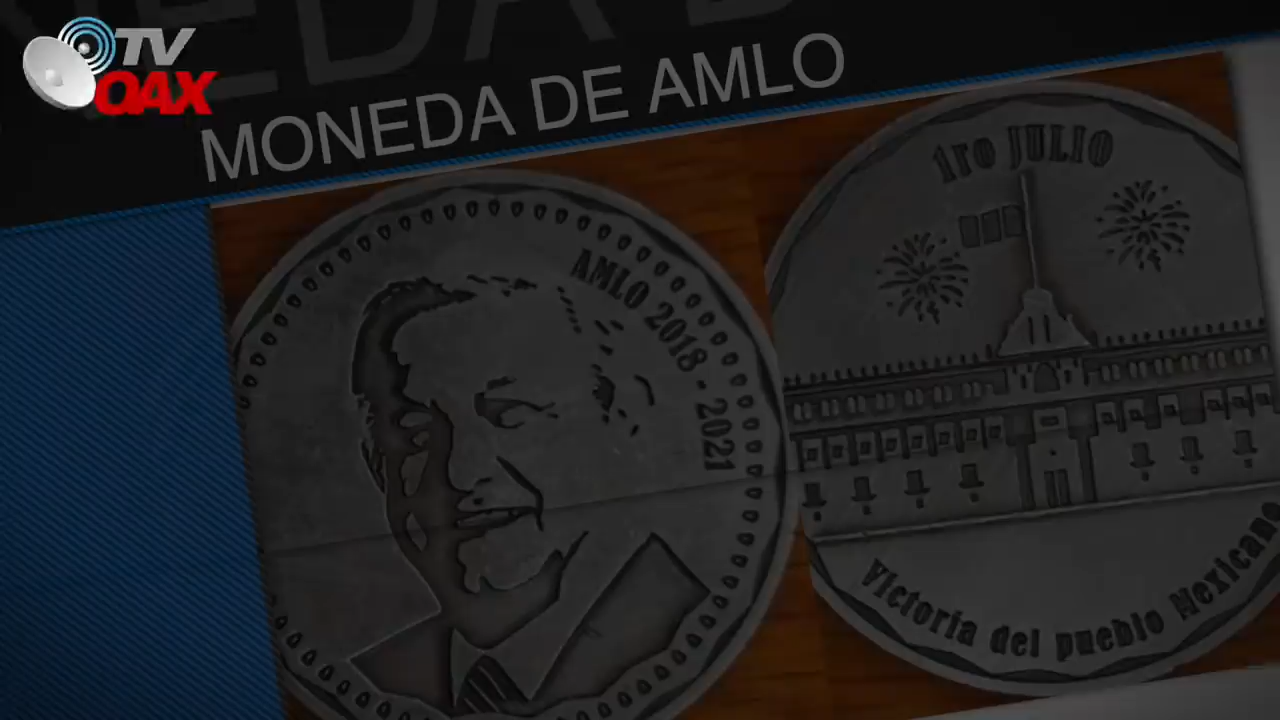 TV
OAX
MONEDA DE AMLO
AMLO 2018 - 2021
1ro JULIO
Victoria del pueblo Mexicano